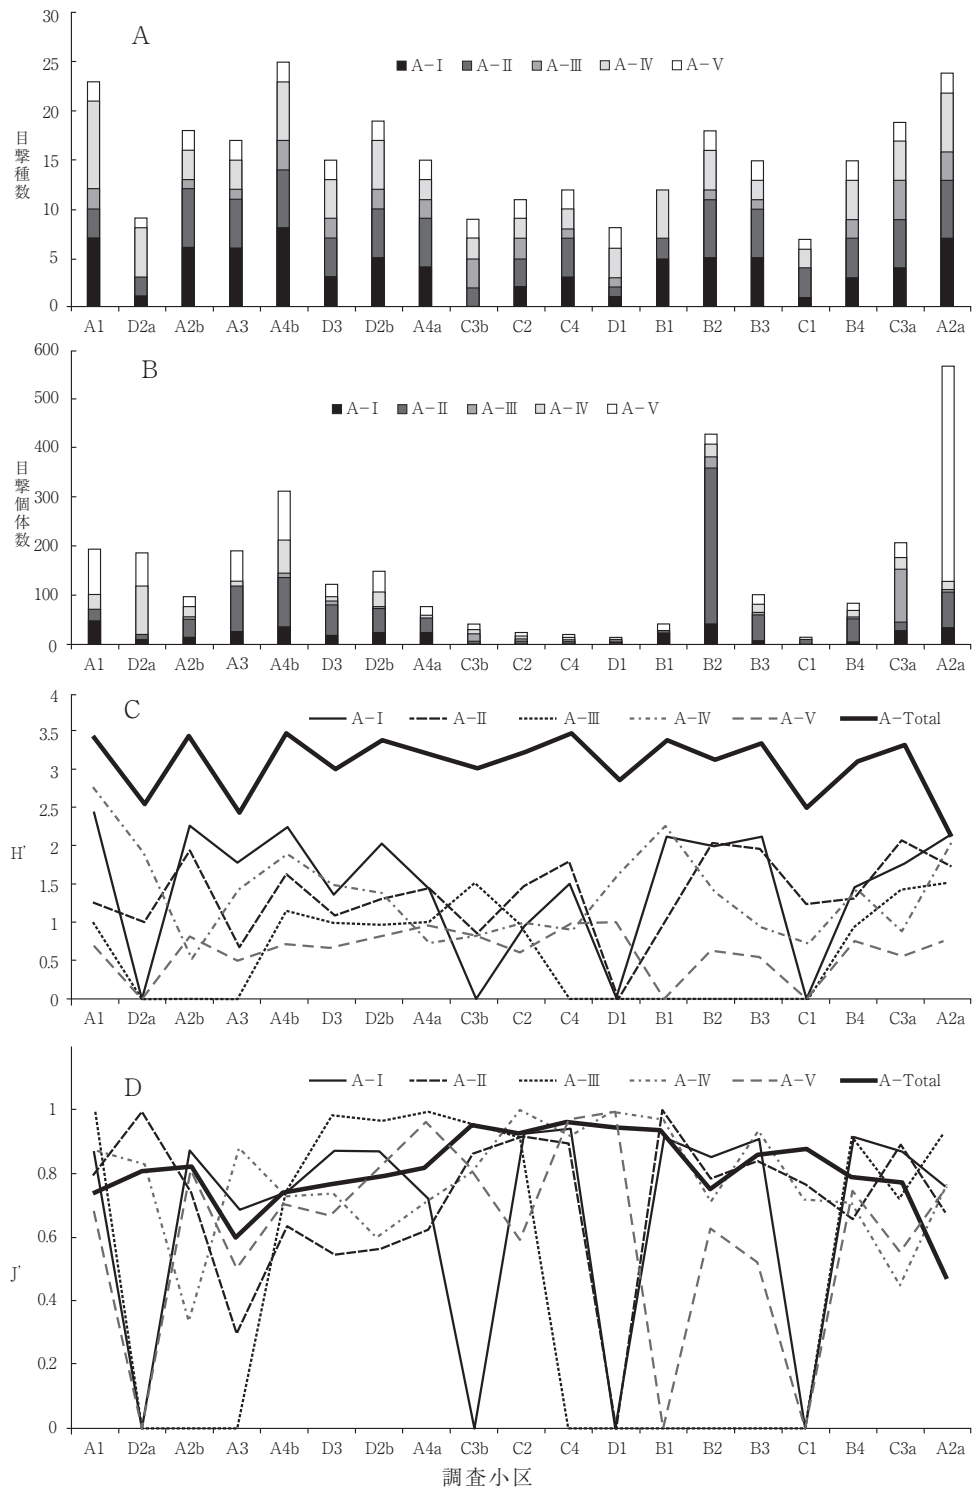 A
A-Ⅰ A-Ⅱ A-Ⅲ A-Ⅳ A-Ⅴ
30
25
20
15
10
5
0
目撃種数
A1 D2a A2b A3 A4b D3 D2b A4a C3b C2 C4 D1 B1 B2 B3 C1 B4 C3a A2a
B
A-Ⅰ A-Ⅱ A-Ⅲ A-Ⅳ A-Ⅴ
600
500
400
300
200
100
0
目撃個体数
A1 D2a A2b A3 A4b D3 D2b A4a C3b C2 C4 D1 B1 B2 B3 C1 B4 C3a A2a
C
A-Ⅰ A-Ⅱ A-Ⅲ A-Ⅳ A-Ⅴ A-Total
4
3.5
3
2.5
2
1.5
1
0.5
0
H'
A1 D2a A2b A3 A4b D3 D2b A4a C3b C2 C4 D1 B1 B2 B3 C1 B4 C3a A2a
D
A-Ⅰ A-Ⅱ A-Ⅲ A-Ⅳ A-Ⅴ A-Total
1
0.8
0.6
0.4
0.2
0
J'
A1 D2a A2b A3 A4b D3 D2b A4a C3b C2 C4 D1 B1 B2 B3 C1 B4 C3a A2a
調査小区